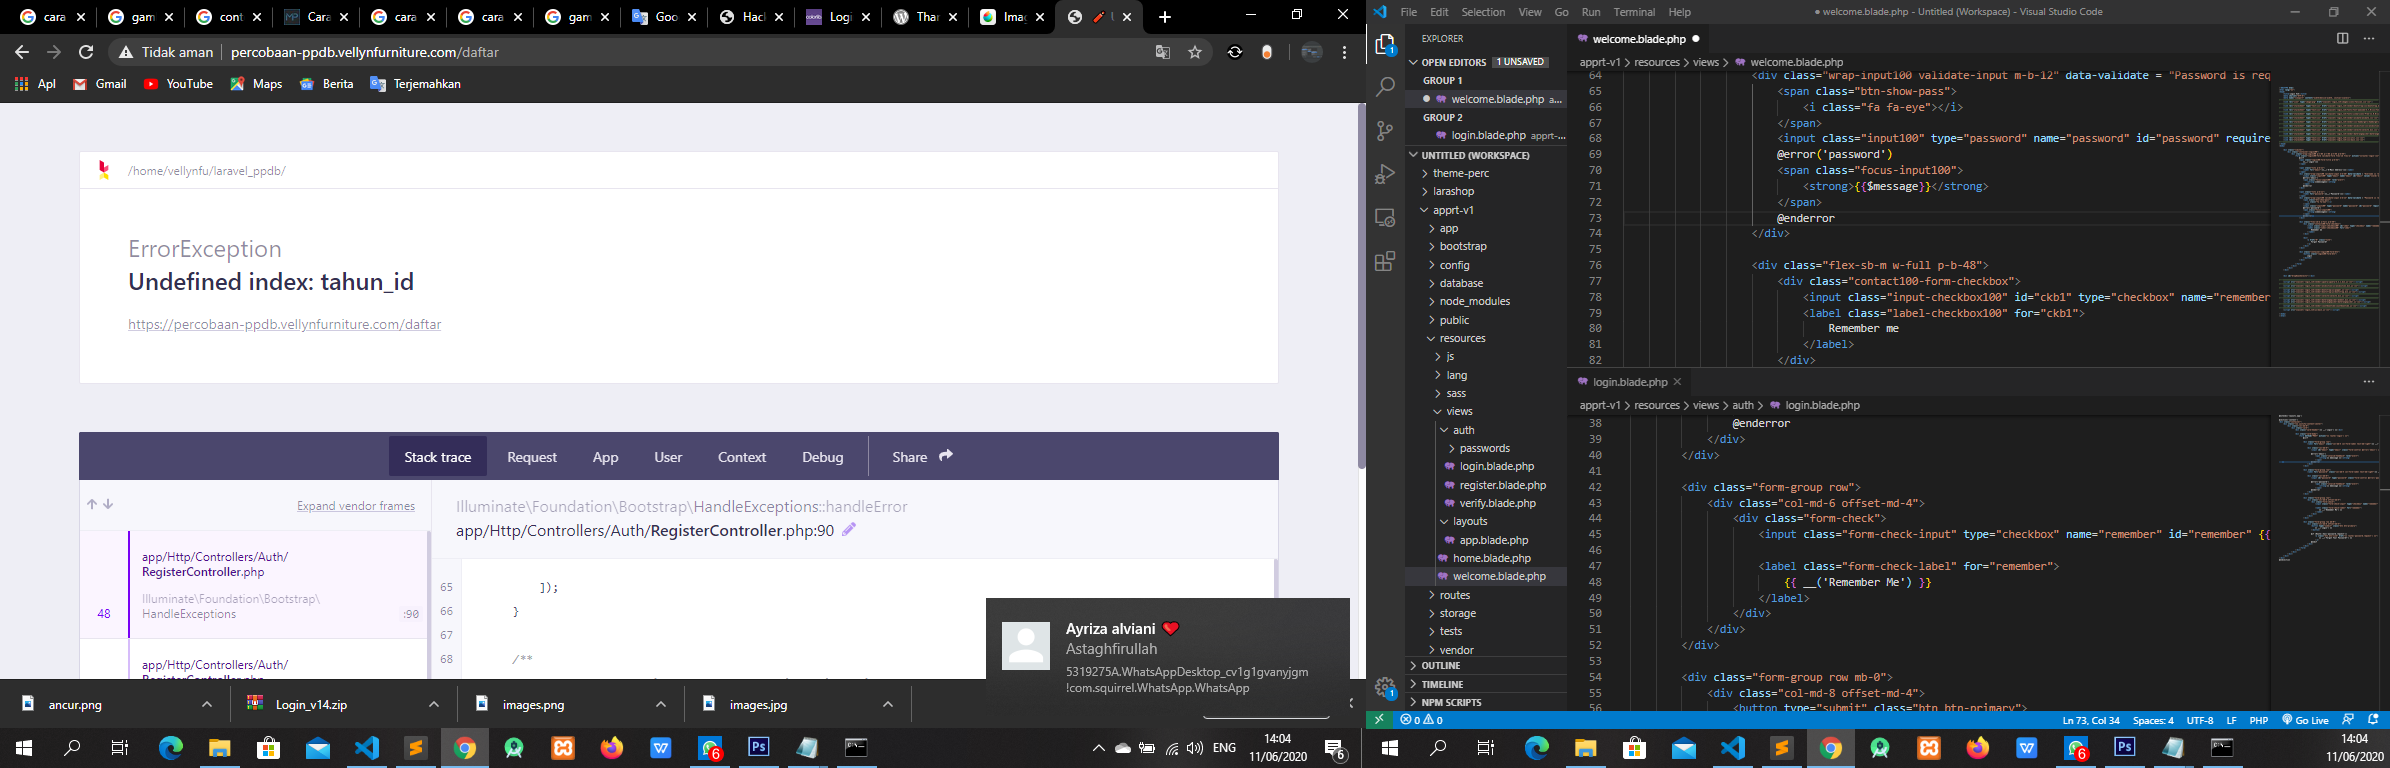 cara
gam
cont
Cara
cara
cara
gam
Goo
Hack
Logi
Than
Ima
U
Tidak aman | percobaan-ppdb.vellynfurniture.com/daftar
Apl
Gmail
YouTube
Maps
Berita
Terjemahkan
/home/vellynfu/laravel_ppdb/
ErrorException
Undefined index: tahun_id
https://percobaan-ppdb.vellynfurniture.com/daftar
Stack trace
Request
App
User
Context
Debug
Share
Expand vendor frames
Illuminate\Foundation\Bootstrap\HandleExceptions::handleError
app/Http/Controllers/Auth/RegisterController.php:90
app/Http/Controllers/Auth/
RegisterController.php
Illuminate\Foundation\Bootstrap\
48 HandleExceptions :90
app/Http/Controllers/Auth/
RegisterController.php
65 ]);
66 }
67
68 /**
Ayriza alviani
Astaghfirullah
5319275A.WhatsAppDesktop_cv1g1gvanyjgm
!com.squirrel.WhatsApp.WhatsApp
ancur.png
Login_v14.zip
images.png
images.jpg
Ps
6
ENG
14:04
11/06/2020
6
File Edit Selection View Go Run Terminal Help
● welcome.blade.php - Untitled (Workspace) - Visual Studio Code
1
EXPLORER
OPEN EDITORS 1 UNSAVED
GROUP 1
welcome.blade.php a...
GROUP 2
login.blade.php apprt-...
UNTITLED (WORKSPACE)
theme-perc
larashop
apprt-v1
app
bootstrap
config
database
node_modules
public
resources
js
lang
sass
views
auth
passwords
login.blade.php
register.blade.php
verify.blade.php
layouts
app.blade.php
home.blade.php
welcome.blade.php
routes
storage
tests
vendor
OUTLINE
TIMELINE
NPM SCRIPTS
1
welcome.blade.php ●
apprt-v1 > resources > views > welcome.blade.php
64 <div class="wrap-input100 validate-input m-b-12" data-validate = "Password is req
65 <span class="btn-show-pass">
66 <i class="fa fa-eye"></i>
67 </span>
68 <input class="input100" type="password" name="password" id="password" require
69 @error('password')
70 <span class="focus-input100">
71 <strong>{{$message}}</strong>
72 </span>
73 @enderror
74 </div>
75
76 <div class="flex-sb-m w-full p-b-48">
77 <div class="contact100-form-checkbox">
78 <input class="input-checkbox100" id="ckb1" type="checkbox" name="remember
79 <label class="label-checkbox100" for="ckb1">
80 Remember me
81 </label>
82 </div>
login.blade.php
apprt-v1 > resources > views > auth > login.blade.php
38 @enderror
39 </div>
40 </div>
41
42 <div class="form-group row">
43 <div class="col-md-6 offset-md-4">
44 <div class="form-check">
45 <input class="form-check-input" type="checkbox" name="remember" id="remember" {{
46
47 <label class="form-check-label" for="remember">
48 {{ __('Remember Me') }}
49 </label>
50 </div>
51 </div>
52 </div>
53
54 <div class="form-group row mb-0">
55 <div class="col-md-8 offset-md-4">
56 <button type="submit" class="btn btn-primary">
0 0
Ln 73, Col 34
Spaces: 4
UTF-8
LF
PHP
Go Live
Ps
6
14:04
11/06/2020